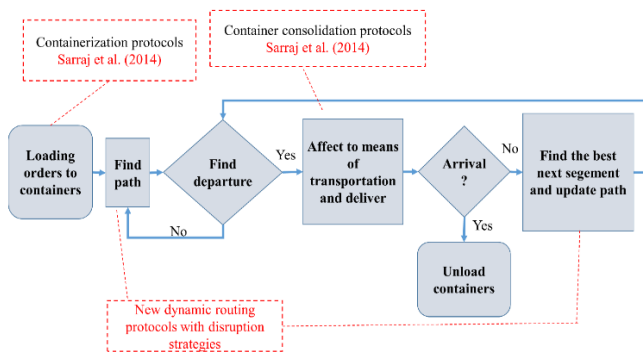 Containerization protocols
Sarraj et al. (2014)
Container consolidation protocols
Sarraj et al. (2014)
Loading
orders to
containers
Find
path
Find
departure
Yes
No
Affect to means
of
transportation
and deliver
Arrival
?
No
Yes
Find the best
next segement
and update path
Unload
containers
New dynamic routing
protocols with disruption
strategies